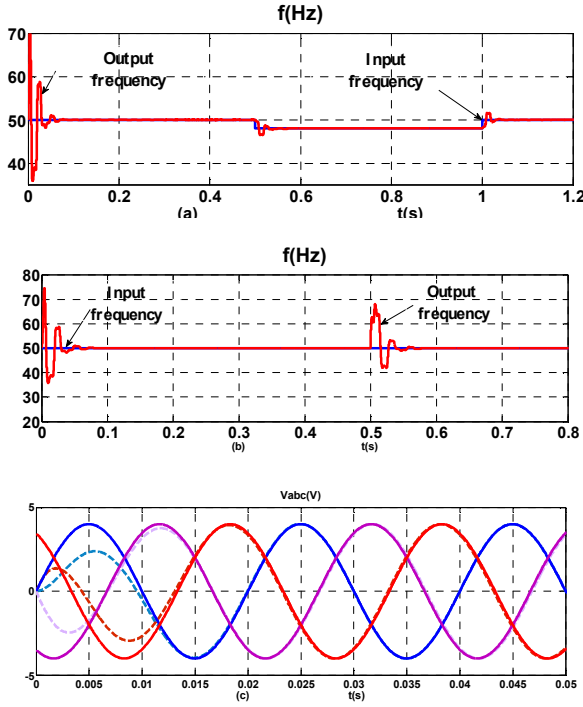 f(Hz)
70
60
50
40
Output
frequency
Input
frequency
0 0.2 0.4 0.6 0.8 1 1.2
(a) t(s)
f(Hz)
80
70
60
50
40
30
20
Input
frequency
Output
frequency
0 0.1 0.2 0.3 0.4 0.5 0.6 0.7 0.8
(b) t(s)
Vabc(V)
5
0
-5
0 0.005 0.01 0.015 0.02 0.025 0.03 0.035 0.04 0.045 0.05
(c) t(s)